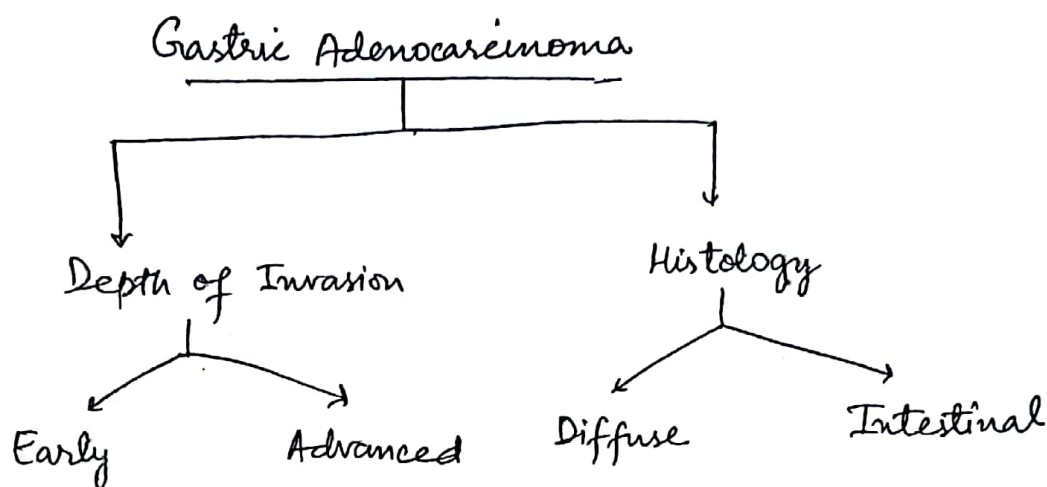 Gastric Adenocarcinoma
Depth of Invasion
Histology
Early
Advanced
Diffuse
Intestinal